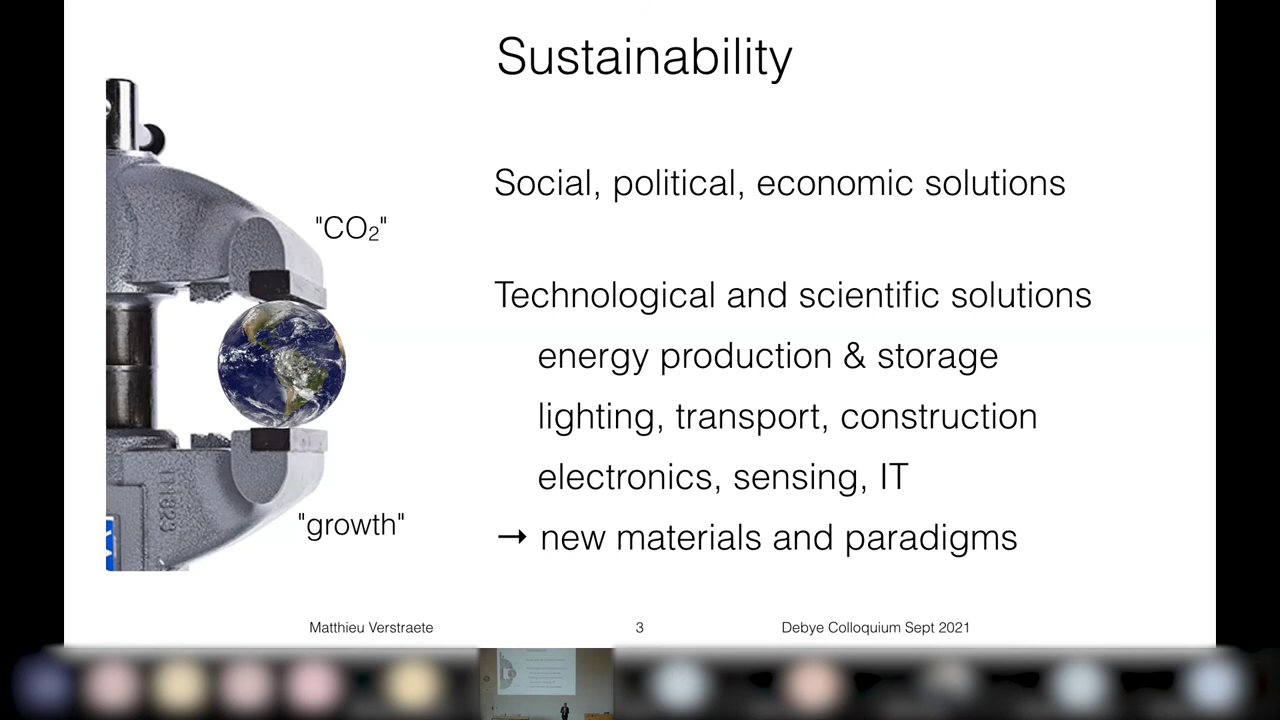 Sustainability
Social, political, economic solutions
"CO₂"
Technological and scientific solutions
energy production & storage
lighting, transport, construction
electronics, sensing, IT
"growth"
→ new materials and paradigms
Matthieu Verstraete
3
Debye Colloquium Sept 2021